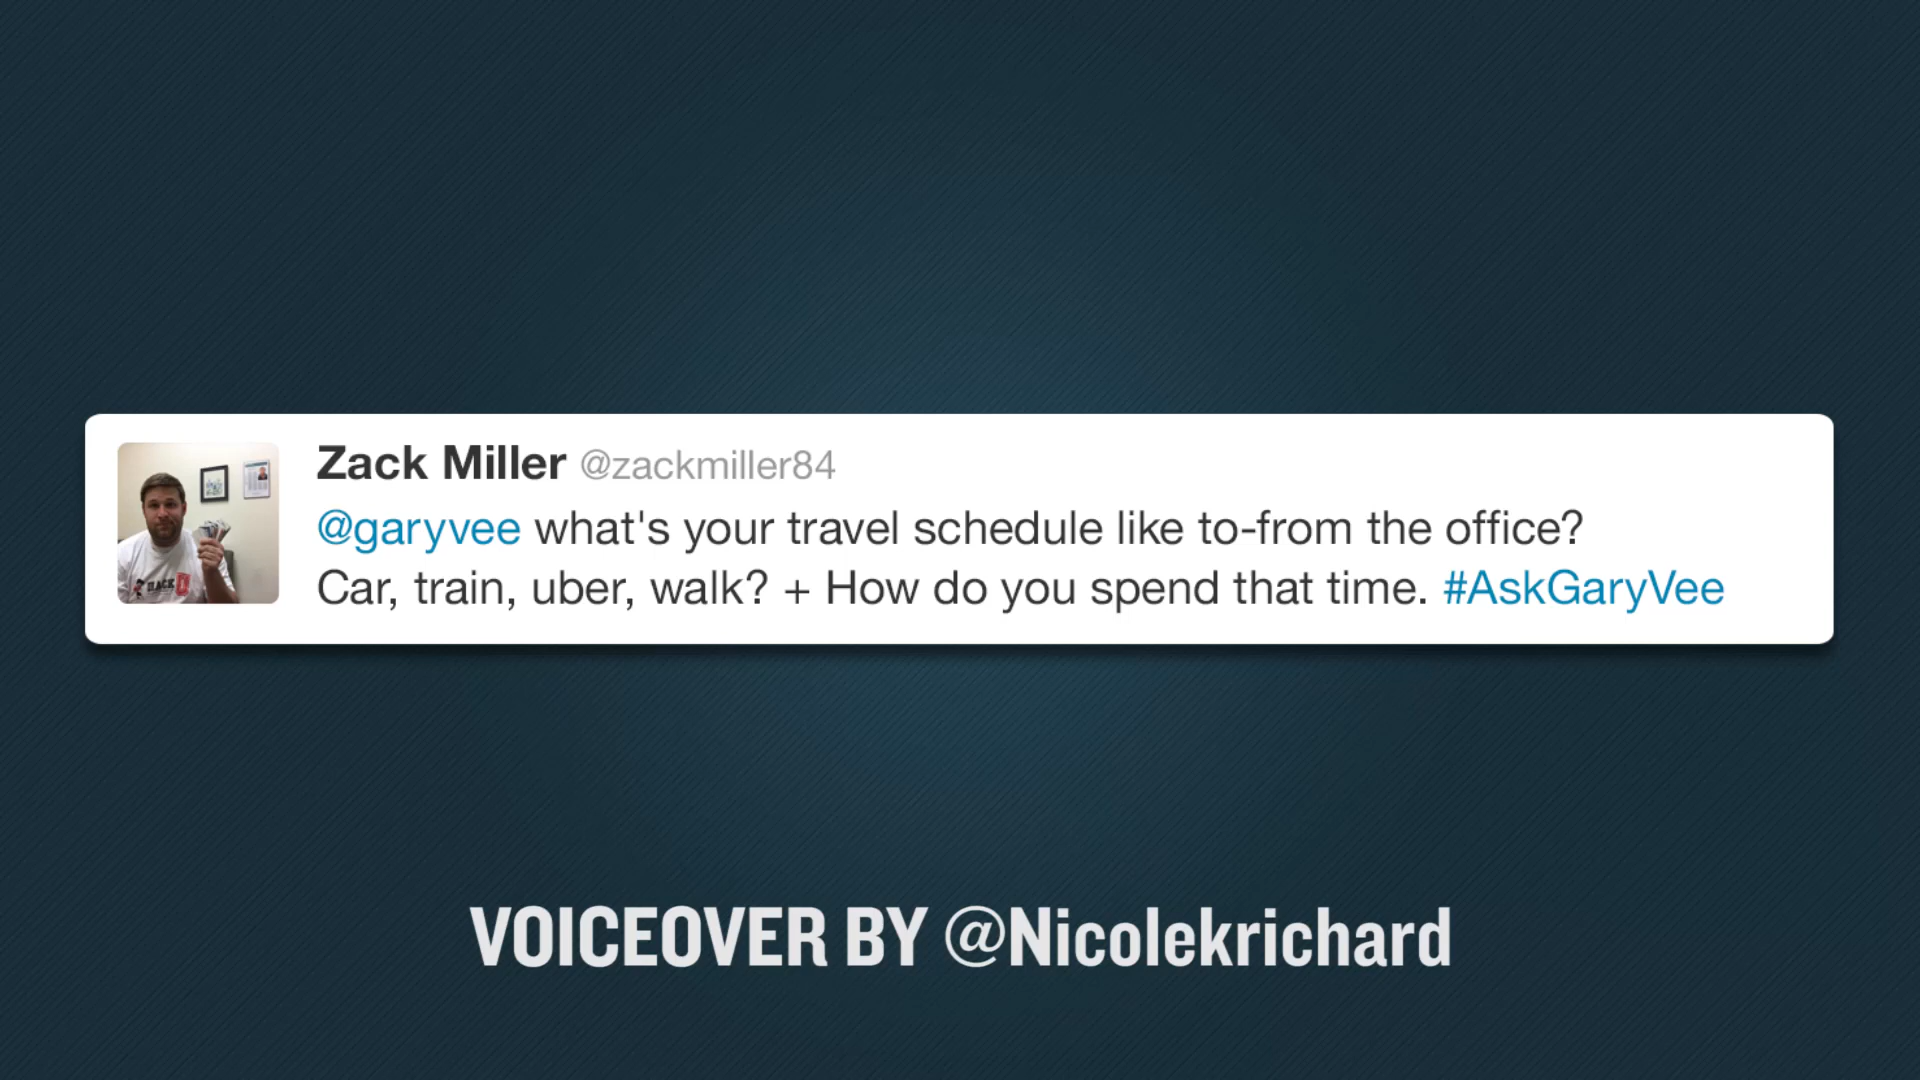 Zack Miller @zackmiller84
@garyvee what's your travel schedule like to-from the office?
Car, train, uber, walk? + How do you spend that time. #AskGaryVee
VOICEOVER BY @Nicolekrichard